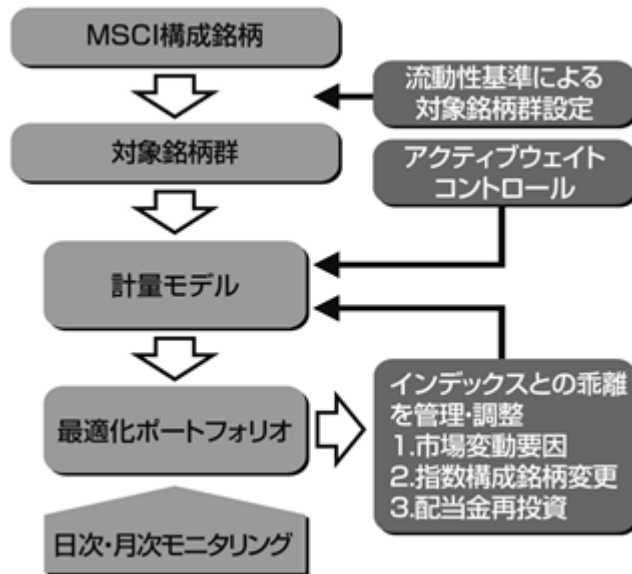 MSCI構成銘柄
流動性基準による
対象銘柄群設定
対象銘柄群
アクティブウェイト
コントロール
計量モデル
最適化ポートフォリオ
インデックスとの乖離
を管理・調整
1.市場変動要因
2.指数構成銘柄変更
3.配当金再投資
日次・月次モニタリング